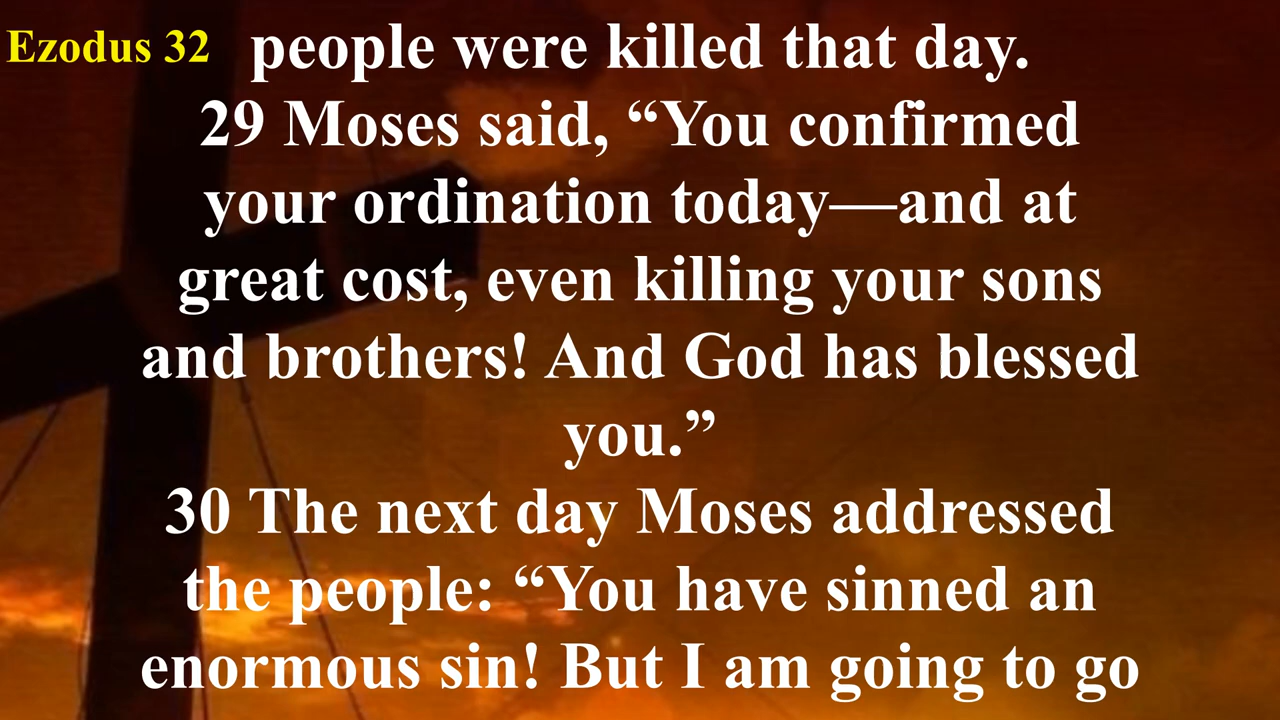 Ezodus 32
people were killed that day.
29 Moses said, “You confirmed
your ordination today—and at
great cost, even killing your sons
and brothers! And God has blessed
you.”
30 The next day Moses addressed
the people: “You have sinned an
enormous sin! But I am going to go